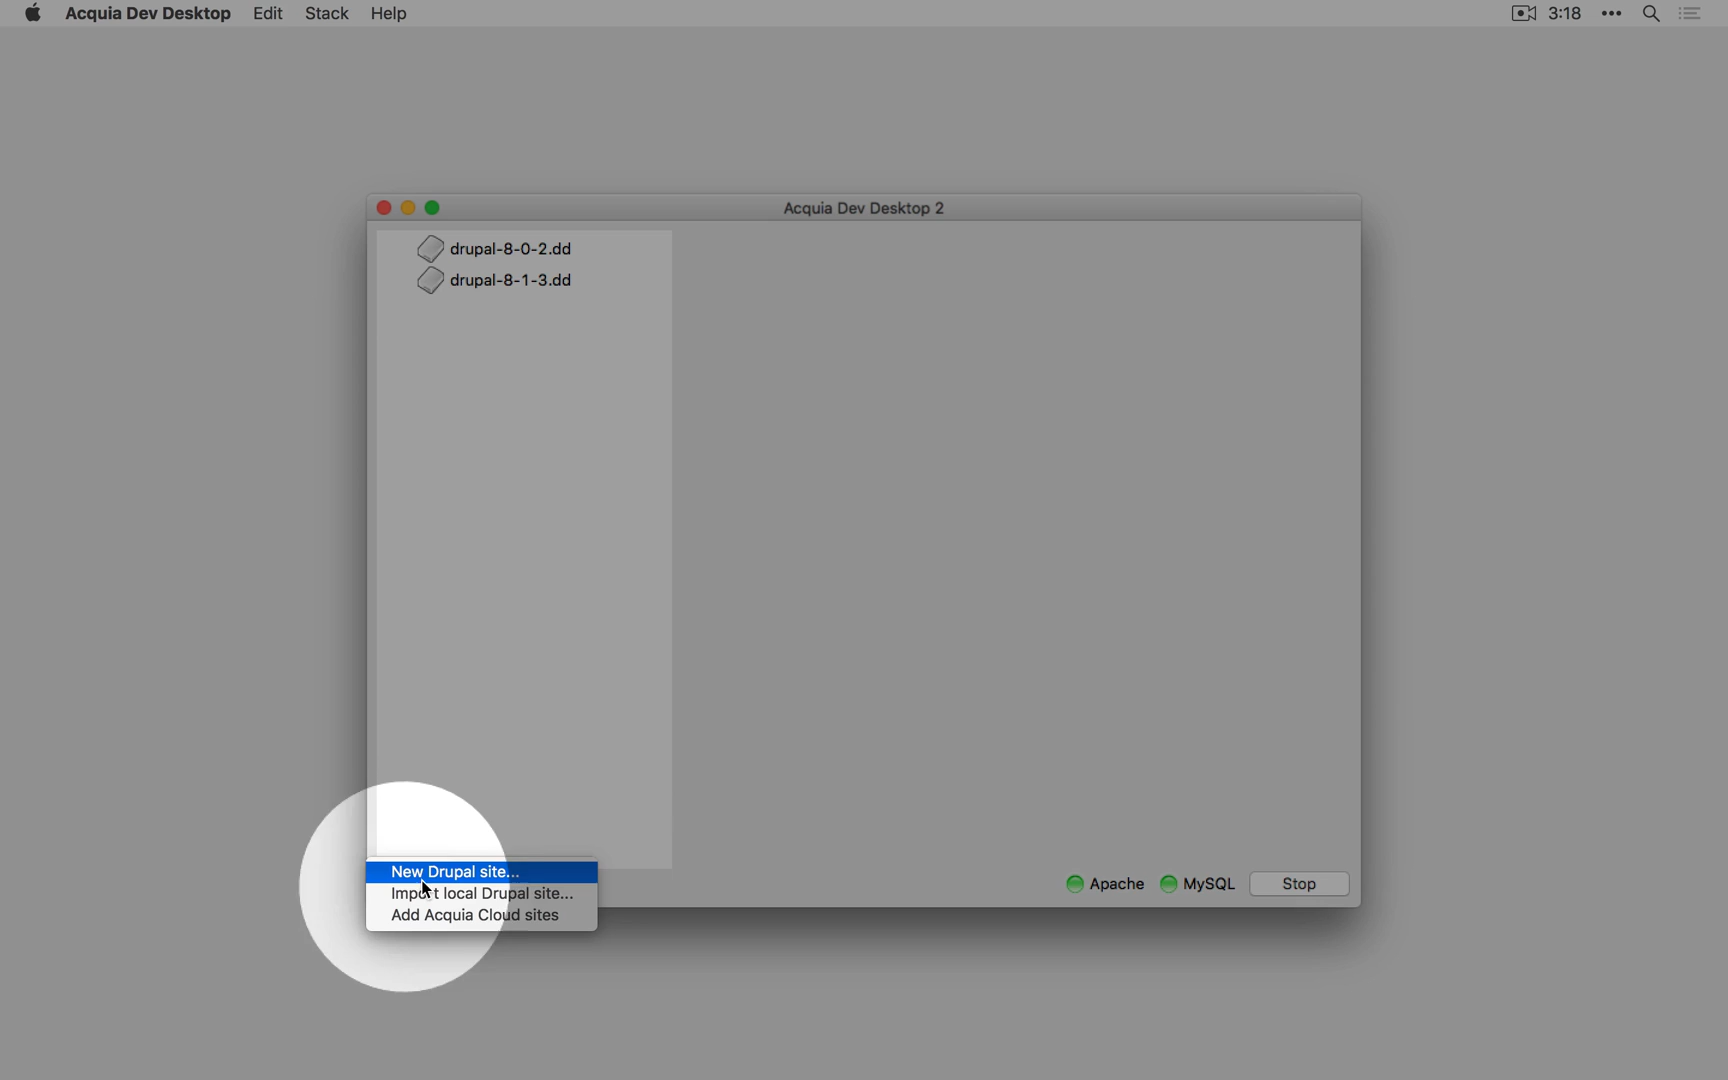 Acquia Dev Desktop Edit Stack Help 3:18
Acquia Dev Desktop 2
drupal-8-0-2.dd
drupal-8-1-3.dd
New Drupal site...
Import local Drupal site...
Add Acquia Cloud sites
Apache MySQL Stop